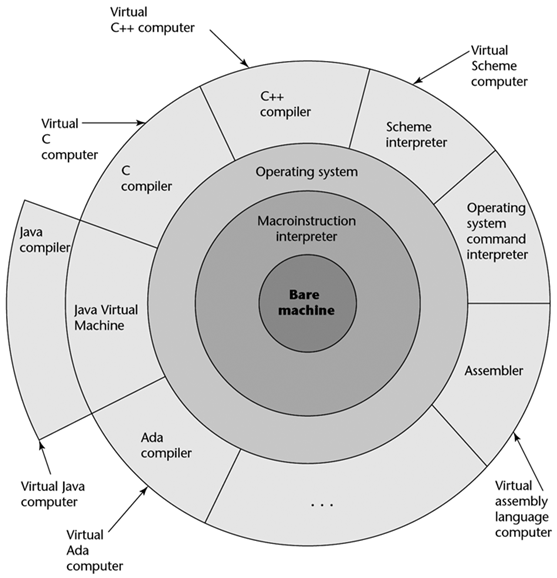 Virtual
C++ computer
Virtual
Scheme
computer
Virtual
C
computer
C++
compiler
Scheme
interpreter
C
compiler
Operating system
Operating
system
command
interpreter
Java
compiler
Macroinstruction
interpreter
Bare
machine
Java Virtual
Machine
Assembler
Ada
compiler
Virtual Java
computer
. . .
Virtual
assembly
language
computer
Virtual
Ada
computer